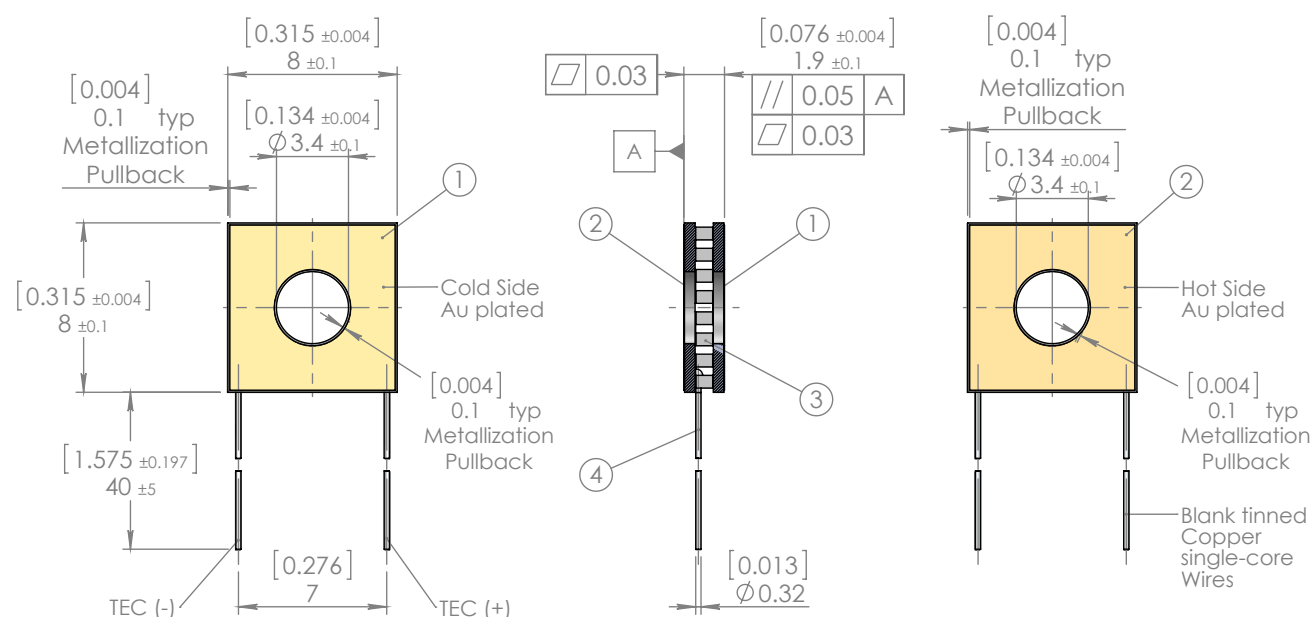 [0.315 ±0.004]
8 ±0.1
[0.004]
0.1 typ
Metallization
Pullback
[0.134 ±0.004]
Ø3.4 ±0.1
1
[0.315 ±0.004]
8 ±0.1
Cold Side
Au plated
[0.004]
0.1 typ
Metallization
Pullback
[1.575 ±0.197]
40 ±5
[0.276]
7
TEC (-)
TEC (+)
⏥ 0.03
[0.076 ±0.004]
1.9 ±0.1
// 0.05 A
⏥ 0.03
A
2
1
3
4
[0.013]
Ø0.32
[0.004]
0.1 typ
Metallization
Pullback
[0.134 ±0.004]
Ø3.4 ±0.1
2
Hot Side
Au plated
[0.004]
0.1 typ
Metallization
Pullback
Blank tinned
Copper
single-core
Wires